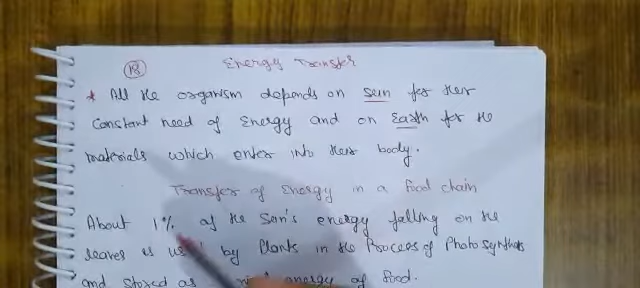 18
Energy Transfer
* All the organism depends on sun for their
constant need of Energy and on Earth for the
materials which enter into their body.
Transfer of Energy in a food chain
About 1% of the Sun's energy falling on the
leaves is used by Plants in the Process of Photosynthesis
and stored as energy of food.